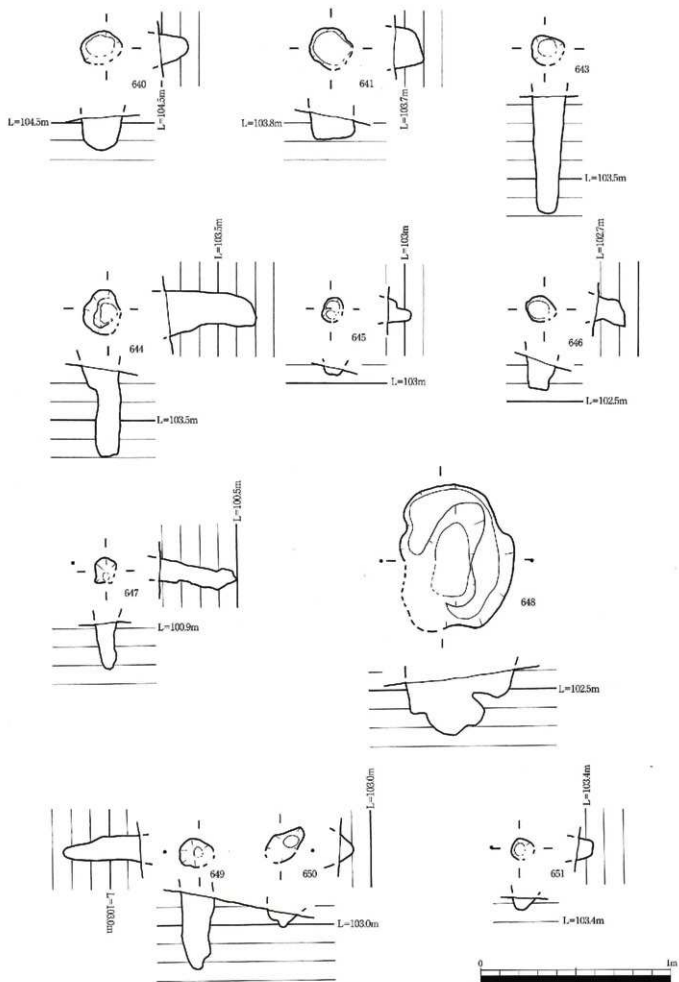 640
L=104.5m
L=104.5m
641
L=103.7m
L=103.8m
643
L=103.5m
L=103.5m
644
L=103.5m
L=103m
645
L=103m
L=102.7m
646
L=102.5m
L=100.5m
647
L=100.9m
648
L=102.5m
L=103.0m
649
L=103.0m
650
L=103.0m
L=103.4m
651
L=103.4m
0 1m